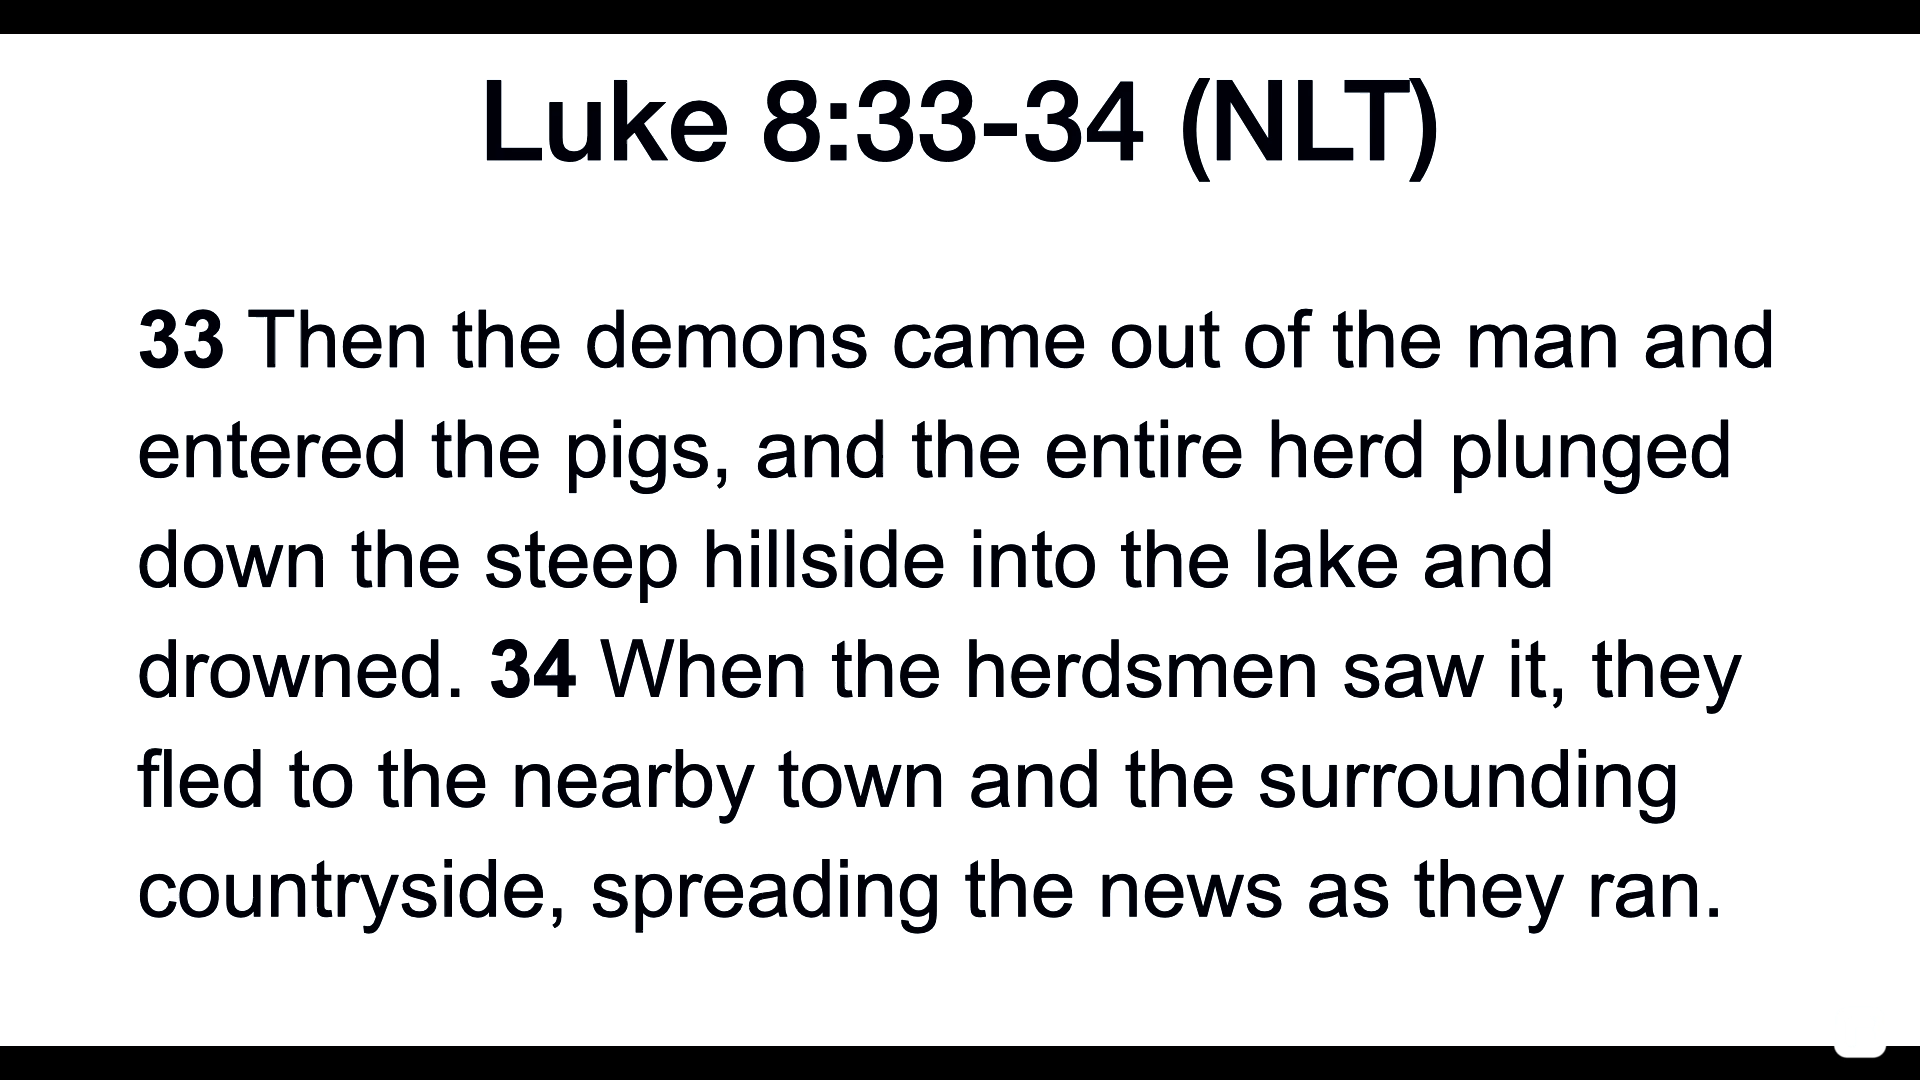 Luke 8:33-34 (NLT)
33 Then the demons came out of the man and
entered the pigs, and the entire herd plunged
down the steep hillside into the lake and
drowned. 34 When the herdsmen saw it, they
fled to the nearby town and the surrounding
countryside, spreading the news as they ran.